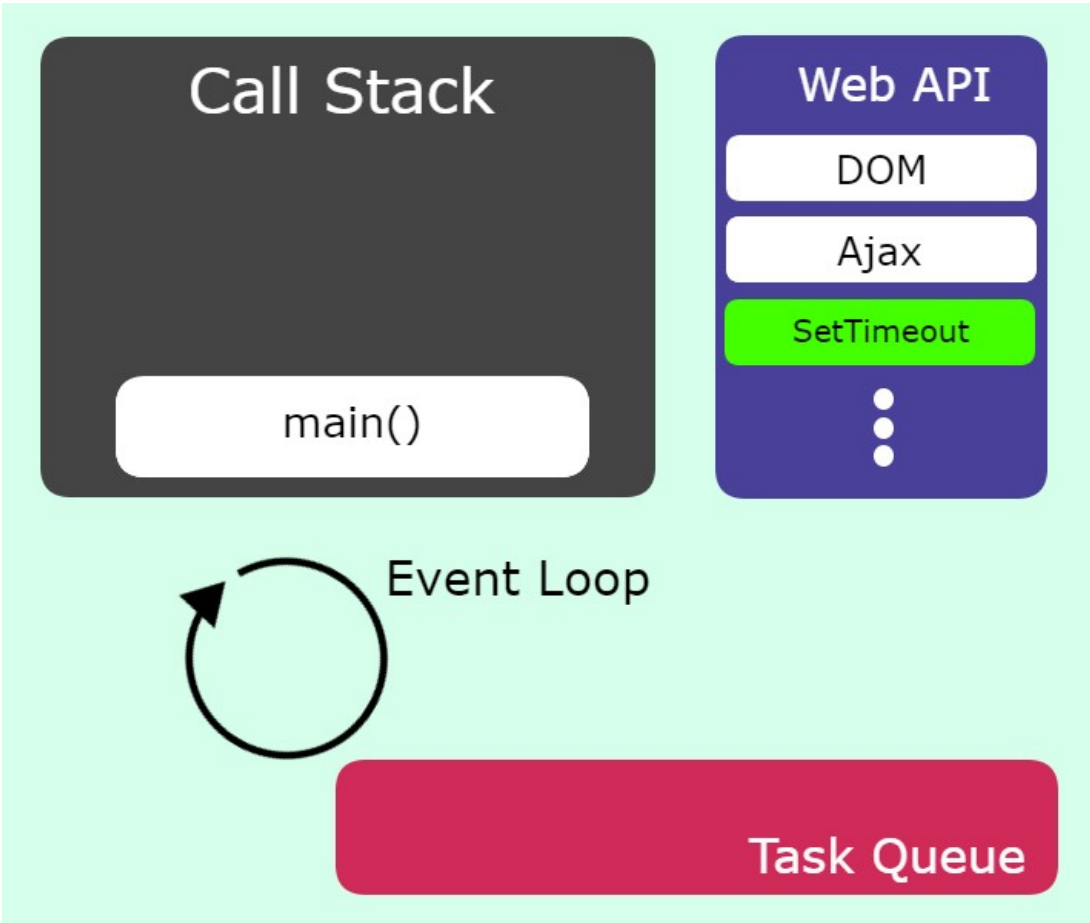 Call Stack
main()
Web API
DOM
Ajax
SetTimeout
Event Loop
Task Queue